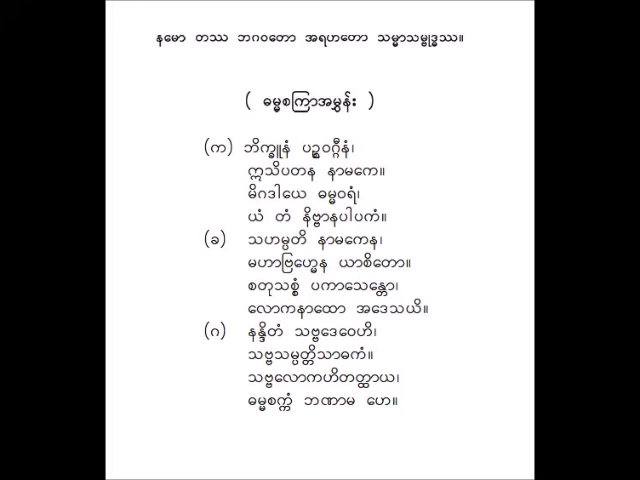 နမော တဿ ဘဂဝတော အရဟတော သမ္မာသမ္ဗုဒ္ဓဿ။
( ဓမ္မစကြာအမွှန်း )
(က) ဘိက္ခူနံ ပဉ္စဝဂ္ဂီနံ၊
ဣသိပတန နာမကေ။
မိဂဒါယေ ဓမ္မဝရံ၊
ယံ တံ နိဗ္ဗာနပါပကံ။
(ခ) သဟမ္ပတိ နာမကေန၊
မဟာဗြဟ္မေန ယာစိတော။
စတုသစ္စံ ပကာသေန္တော၊
လောကနာထော အဒေသယိ။
(ဂ) နန္ဒိတံ သဗ္ဗဒေဝေဟိ၊
သဗ္ဗသမ္ပတ္တိသာဓကံ။
သဗ္ဗလောကဟိတတ္ထာယ၊
ဓမ္မစက္ကံ ဘဏာမ ဟေ။